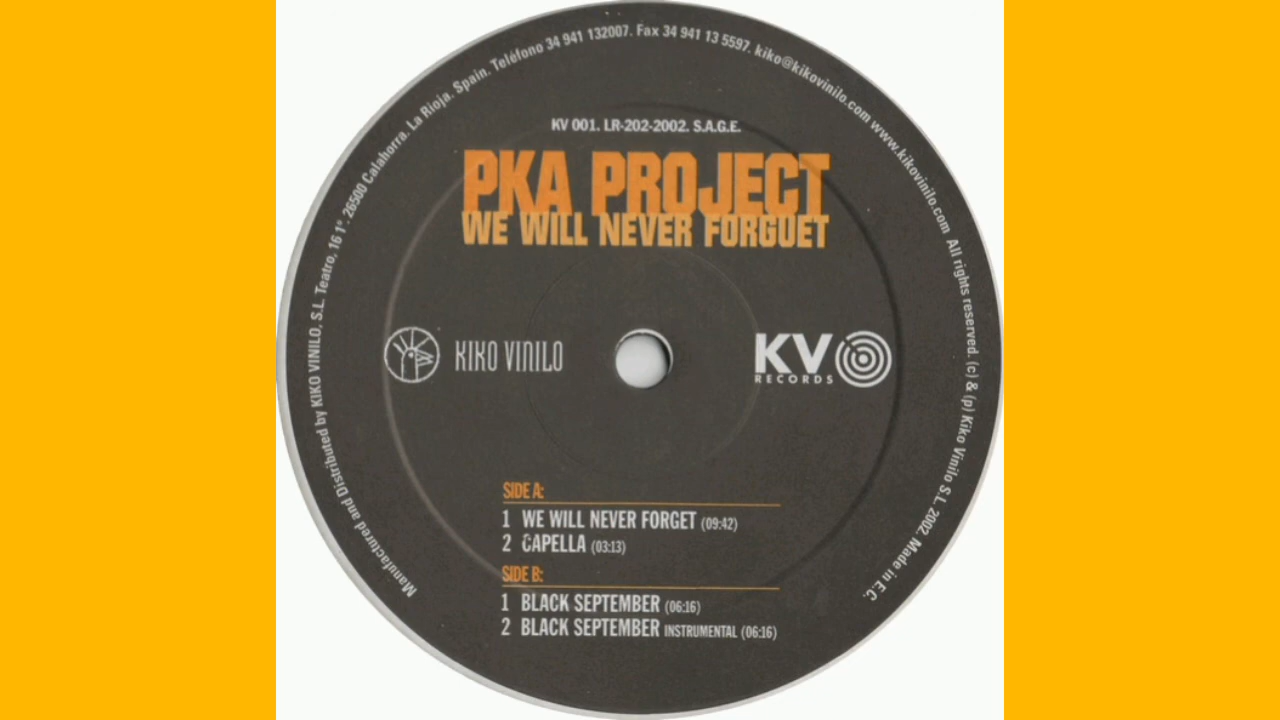 Manufactured and Distributed by KIKO VINILO, S.L. Teatro, 16 1°. 26500 Calahorra. La Rioja. Spain. Teléfono 34 941 132007. Fax 34 941 13 5597. kiko@kikovinilo.com www.kikovinilo.com All rights reserved. (c) & (p) Kiko Vinilo S.L. 2002. Made in E.C.
KV 001. LR-202-2002. S.A.G.E.
PKA PROJECT
WE WILL NEVER FORGUET
KIKO VINILO
KV
RECORDS
SIDE A:
1 WE WILL NEVER FORGET (09:42)
2 CAPELLA (03:13)
SIDE B:
1 BLACK SEPTEMBER (06:16)
2 BLACK SEPTEMBER INSTRUMENTAL (06:16)